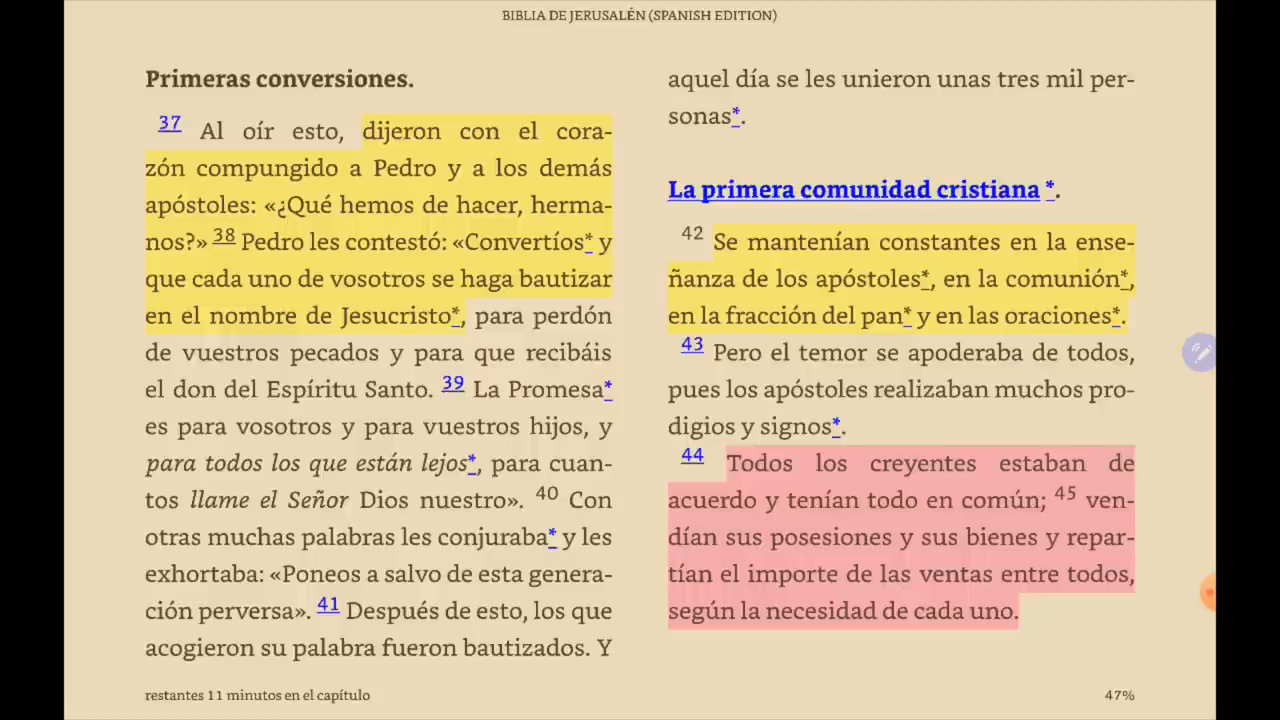 BIBLIA DE JERUSALÉN (SPANISH EDITION)
Primeras conversiones.
37 Al oír esto, dijeron con el cora-
zón compungido a Pedro y a los demás
apóstoles: «¿Qué hemos de hacer, herma-
nos?» 38 Pedro les contestó: «Convertíos* y
que cada uno de vosotros se haga bautizar
en el nombre de Jesucristo*, para perdón
de vuestros pecados y para que recibáis
el don del Espíritu Santo. 39 La Promesa*
es para vosotros y para vuestros hijos, y
para todos los que están lejos*, para cuan-
tos llame el Señor Dios nuestro». 40 Con
otras muchas palabras les conjuraba* y les
exhortaba: «Poneos a salvo de esta genera-
ción perversa». 41 Después de esto, los que
acogieron su palabra fueron bautizados. Y
aquel día se les unieron unas tres mil per-
sonas*.
La primera comunidad cristiana *.
42 Se mantenían constantes en la ense-
ñanza de los apóstoles*, en la comunión*,
en la fracción del pan* y en las oraciones*.
43 Pero el temor se apoderaba de todos,
pues los apóstoles realizaban muchos pro-
digios y signos*.
44 Todos los creyentes estaban de
acuerdo y tenían todo en común; 45 ven-
dían sus posesiones y sus bienes y repar-
tían el importe de las ventas entre todos,
según la necesidad de cada uno.
restantes 11 minutos en el capítulo
47%